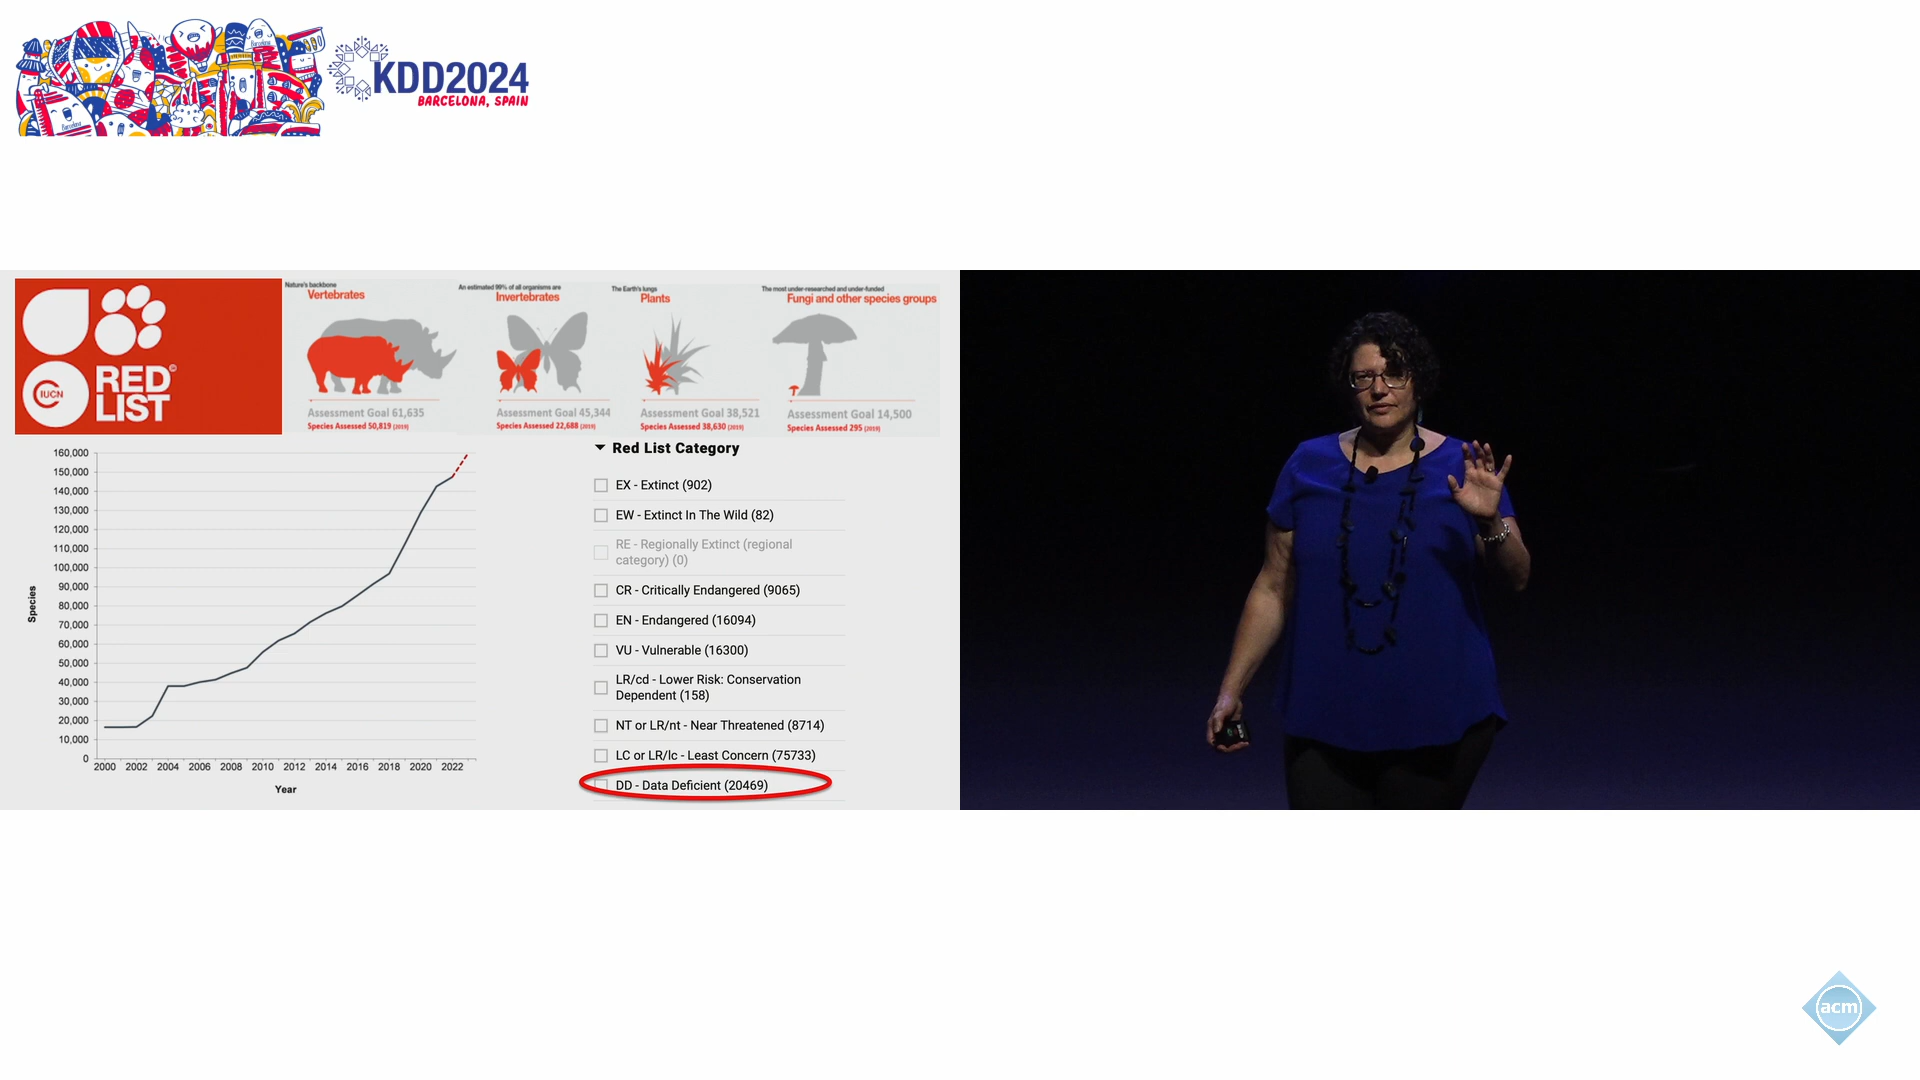 KDD2024
BARCELONA, SPAIN
IUCN
RED
LIST
©
Nature's backbone
Vertebrates
Assessment Goal 61,635
Species Assessed 50,819 (2019)
An estimated 99% of all organisms are
Invertebrates
Assessment Goal 45,344
Species Assessed 22,688 (2019)
The Earth's lungs
Plants
Assessment Goal 38,521
Species Assessed 38,630 (2019)
The most under-researched and under-funded
Fungi and other species groups
Assessment Goal 14,500
Species Assessed 295 (2019)
160,000
150,000
140,000
130,000
120,000
110,000
100,000
90,000
80,000
70,000
60,000
50,000
40,000
30,000
20,000
10,000
0
Species
2000 2002 2004 2006 2008 2010 2012 2014 2016 2018 2020 2022
Year
Red List Category
EX - Extinct (902)
EW - Extinct In The Wild (82)
RE - Regionally Extinct (regional
category) (0)
CR - Critically Endangered (9065)
EN - Endangered (16094)
VU - Vulnerable (16300)
LR/cd - Lower Risk: Conservation
Dependent (158)
NT or LR/nt - Near Threatened (8714)
LC or LR/lc - Least Concern (75733)
DD - Data Deficient (20469)
acm